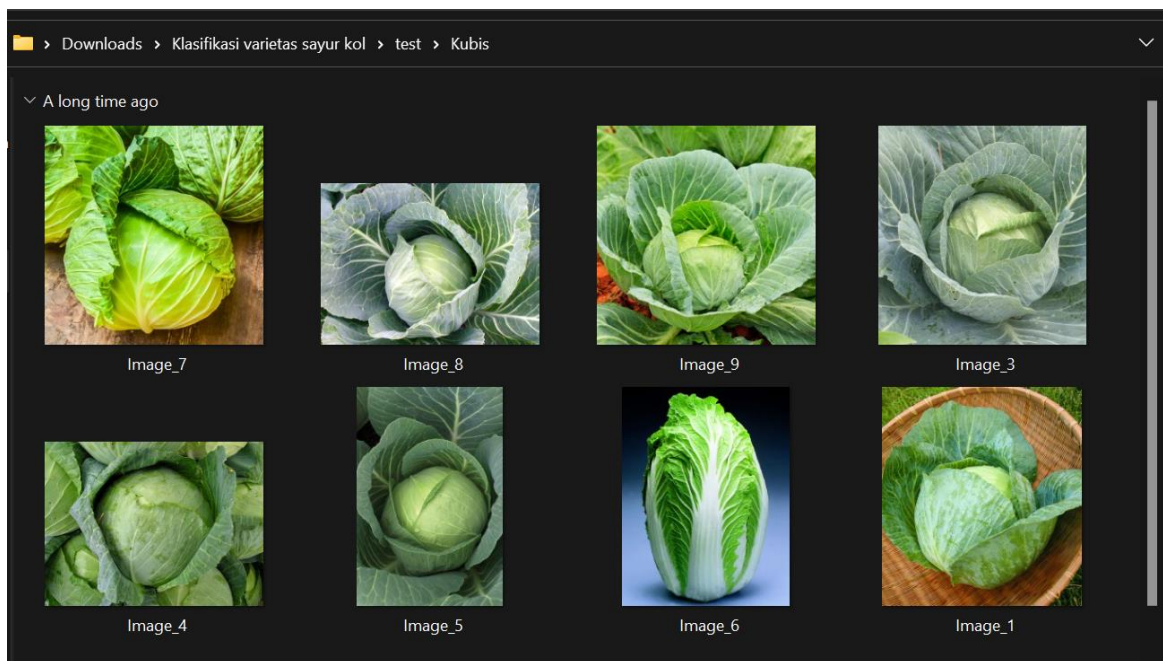 Downloads > Klasifikasi varietas sayur kol > test > Kubis
A long time ago
Image_7
Image_8
Image_9
Image_3
Image_4
Image_5
Image_6
Image_1